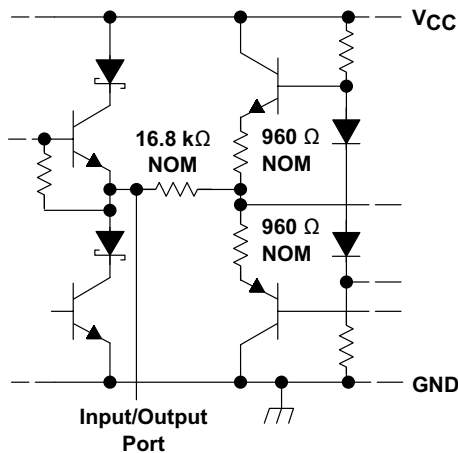 VCC
16.8 kΩ
NOM
960 Ω
NOM
960 Ω
NOM
GND
Input/Output
Port